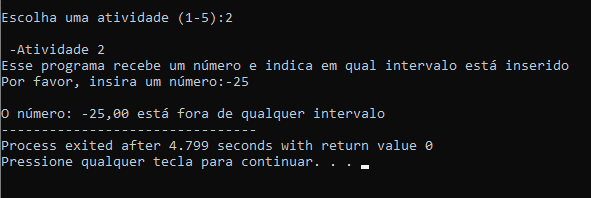 Escolha uma atividade (1-5):2
-Atividade 2
Esse programa recebe um número e indica em qual intervalo está inserido
Por favor, insira um número:-25
O número: -25,00 está fora de qualquer intervalo
--------------------------------
Process exited after 4.799 seconds with return value 0
Pressione qualquer tecla para continuar. . .